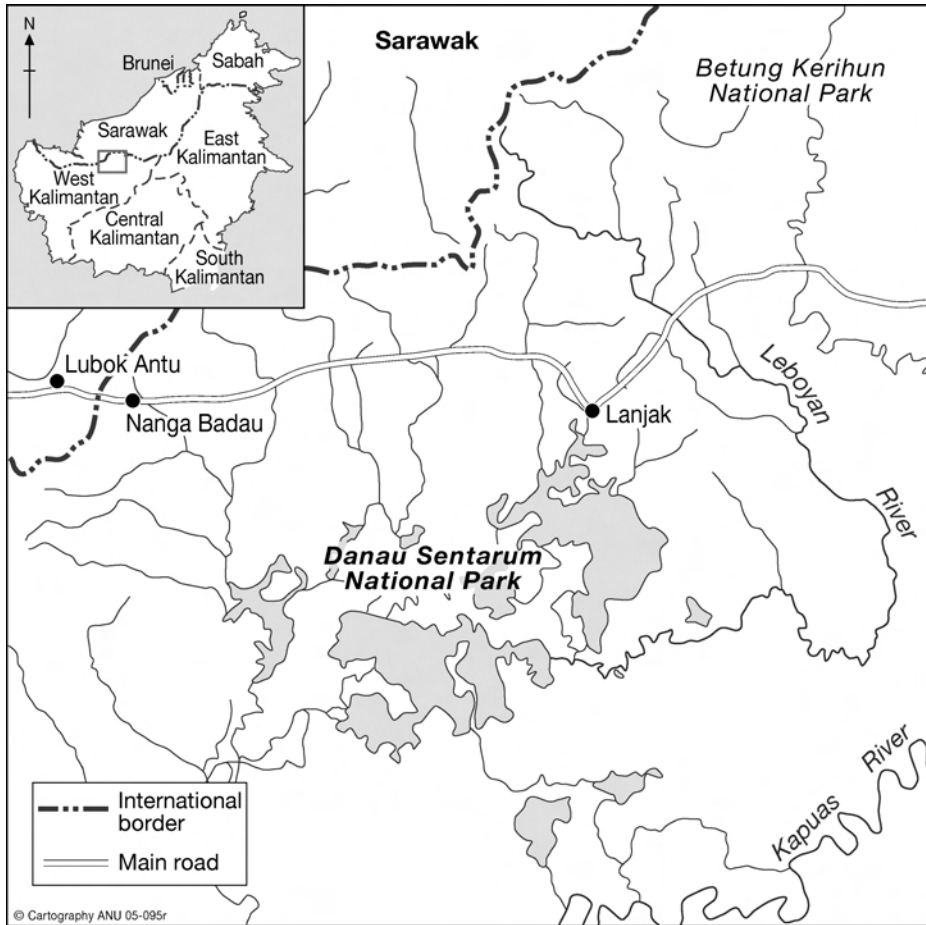 N
Brunei
Sabah
Sarawak
East
Kalimantan
West
Kalimantan
Central
Kalimantan
South
Kalimantan
Sarawak
Betung Kerihun
National Park
Lubok Antu
Nanga Badau
Lanjak
Leboyan
River
Danau Sentarum
National Park
Kapuas
River
International
border
Main road
© Cartography ANU 05-095r